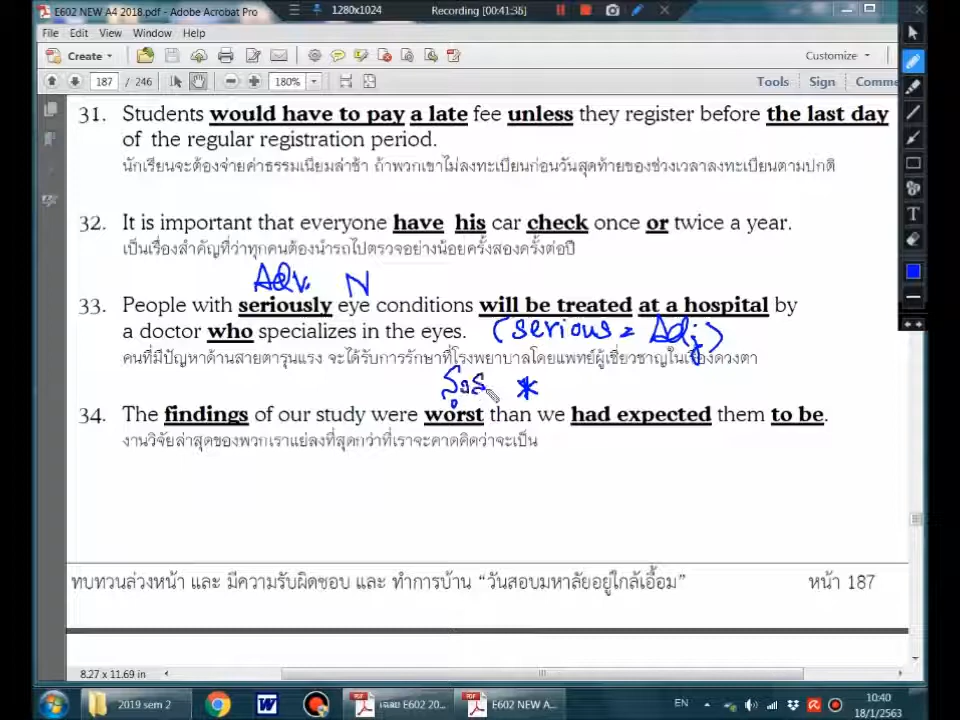 E602 NEW A4 2018.pdf - Adobe Acrobat Pro
1280x1024
Recording [00:41:35]
File Edit View Window Help
Create
Customize
187 / 246
180%
Tools Sign Comme
31. Students would have to pay a late fee unless they register before the last day
of the regular registration period.
นักเรียนจะต้องจ่ายค่าธรรมเนียมล่าช้า ถ้าพวกเขาไม่ลงทะเบียนก่อนวันสุดท้ายของช่วงเวลาลงทะเบียนตามปกติ
32. It is important that everyone have his car check once or twice a year.
เป็นเรื่องสำคัญที่ว่าทุกคนต้องนำรถไปตรวจอย่างน้อยครั้งสองครั้งต่อปี
Adv. N
33. People with seriously eye conditions will be treated at a hospital by
a doctor who specializes in the eyes. (serious = Adj)
คนที่มีปัญหาด้านสายตารุนแรง จะได้รับการรักษาที่โรงพยาบาลโดยแพทย์ผู้เชี่ยวชาญในเรื่องดวงตา
*
34. The findings of our study were worst than we had expected them to be.
งานวิจัยล่าสุดของพวกเราแย่ลงที่สุดกว่าที่เราจะคาดคิดว่าจะเป็น
ทบทวนล่วงหน้า และ มีความรับผิดชอบ และ ทำการบ้าน “วันสอบมหาลัยอยู่ใกล้เอื้อม” หน้า 187
8.27 x 11.69 in
2019 sem 2
เฉลย E602 20...
E602 NEW A...
EN
10:40
18/1/2563